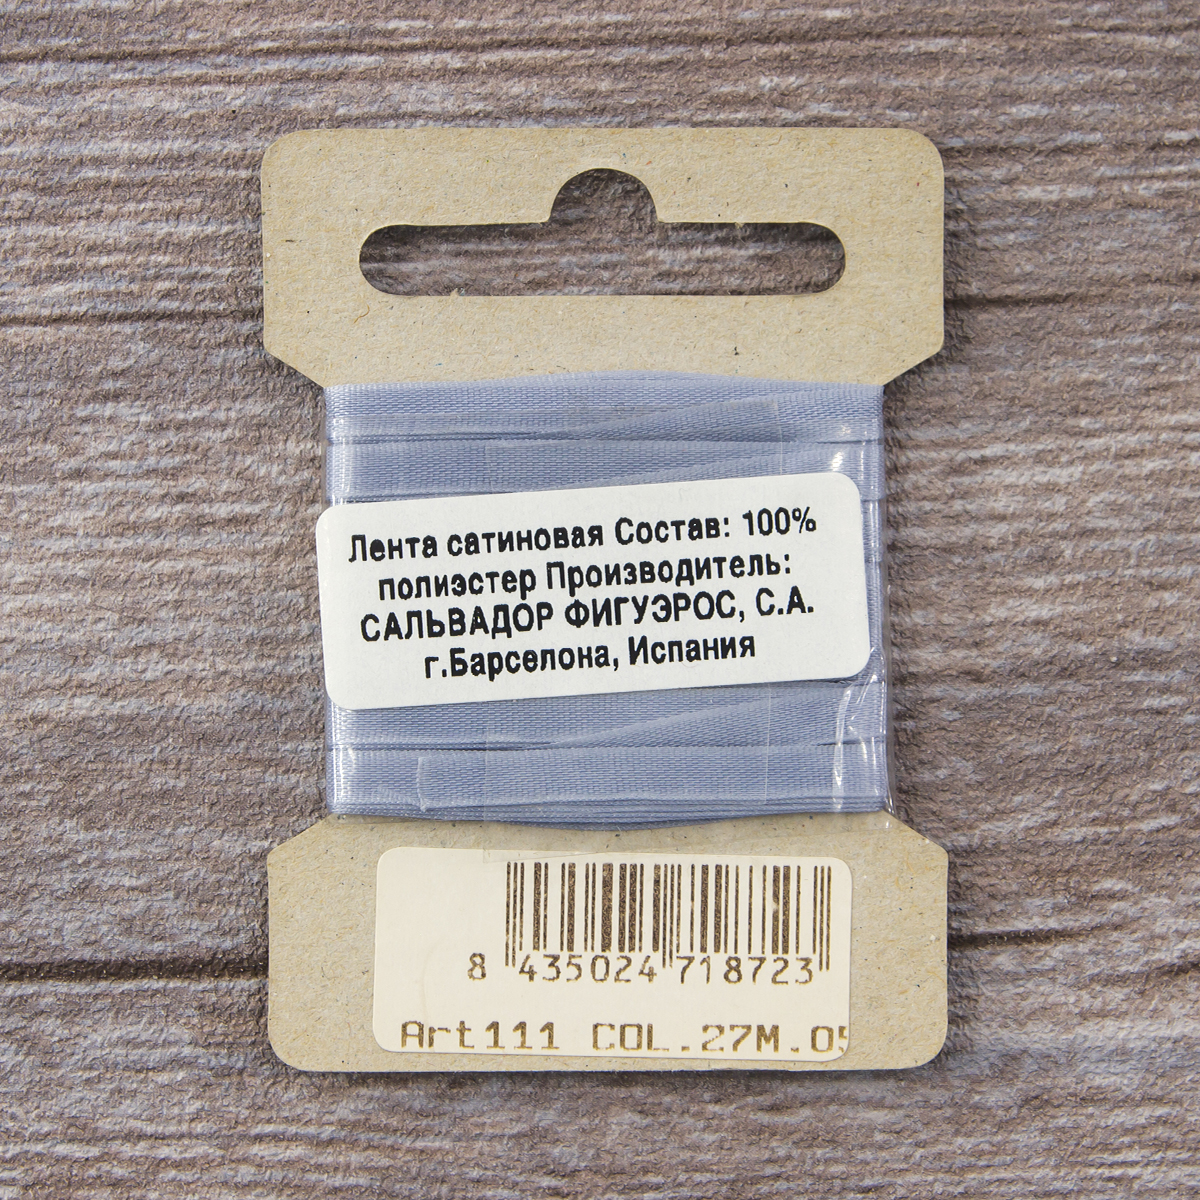 Лента сатиновая Состав: 100%
полиэстер Производитель:
САЛЬВАДОР ФИГУЭРОС, С.А.
г.Барселона, Испания
8 435024 718723
Art111 COL.27M.05